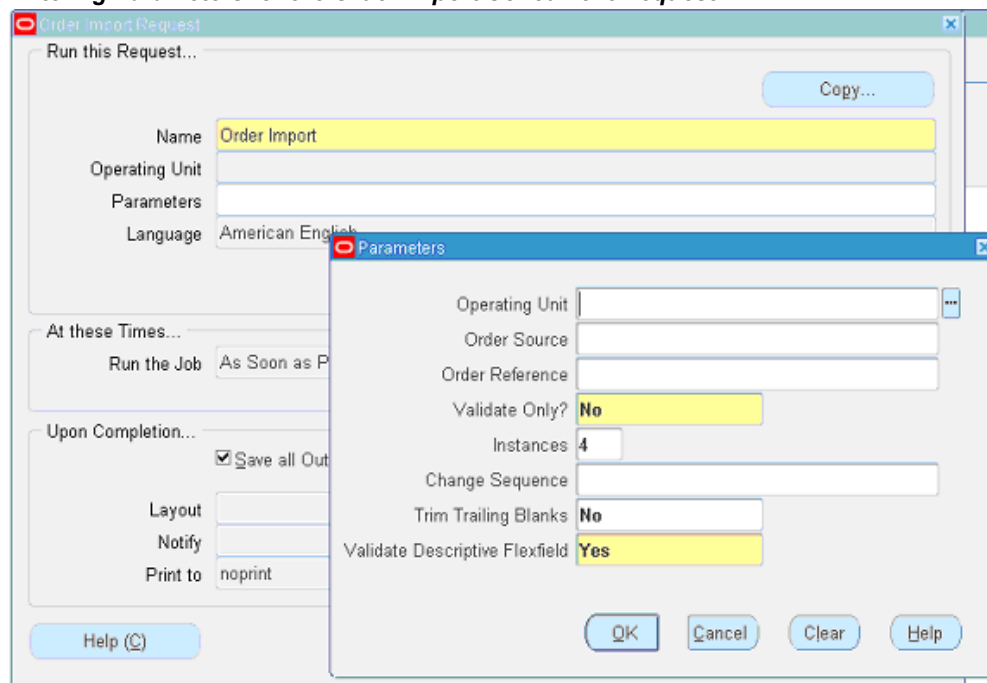 Order Import Request
Run this Request...
Copy...
Name Order Import
Operating Unit
Parameters
Language American English
Parameters
Operating Unit
Order Source
Order Reference
Validate Only? No
Instances 4
Change Sequence
Trim Trailing Blanks No
Validate Descriptive Flexfield Yes
OK Cancel Clear Help
At these Times...
Run the Job As Soon as P
Upon Completion...
Save all Out
Layout
Notify
Print to noprint
Help (C)